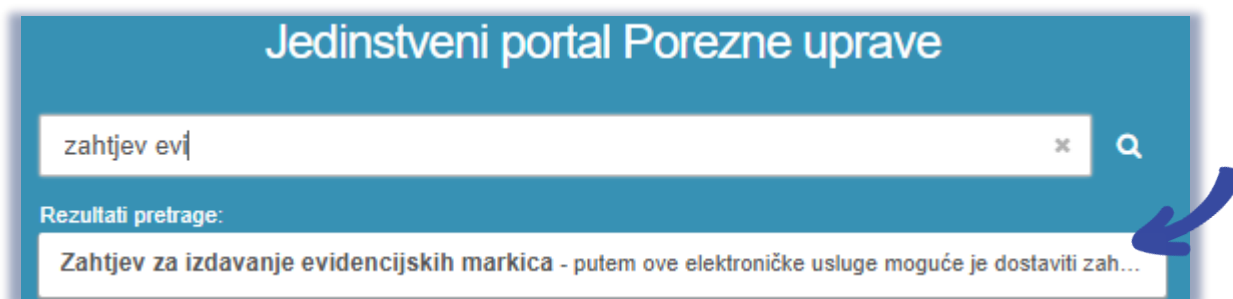 Jedinstveni portal Porezne uprave
zahtjev evi
Rezultati pretrage:
Zahtjev za izdavanje evidencijskih markica - putem ove elektroničke usluge moguće je dostaviti zah...